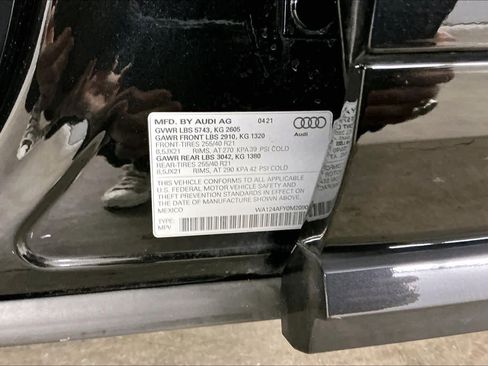 MFD. BY AUDI AG 04 21
GVWR LBS 5743, KG 2605
GAWR FRONT LBS 2910, KG 1320
FRONT-TIRES 255/40 R21
8,5JX21 RIMS, AT 270 KPA/39 PSI COLD
GAWR REAR LBS 3042, KG 1380
REAR-TIRES 255/40 R21
8,5JX21 RIMS, AT 290 KPA/42 PSI COLD
THIS VEHICLE CONFORMS TO ALL APPLICABLE
U.S. FEDERAL MOTOR VEHICLE SAFETY AND
THEFT PREVENTION STANDARDS IN EFFECT ON
THE DATE OF MANUFACTURE SHOWN ABOVE.
MEXICO
TYPE:
MPV
Audi